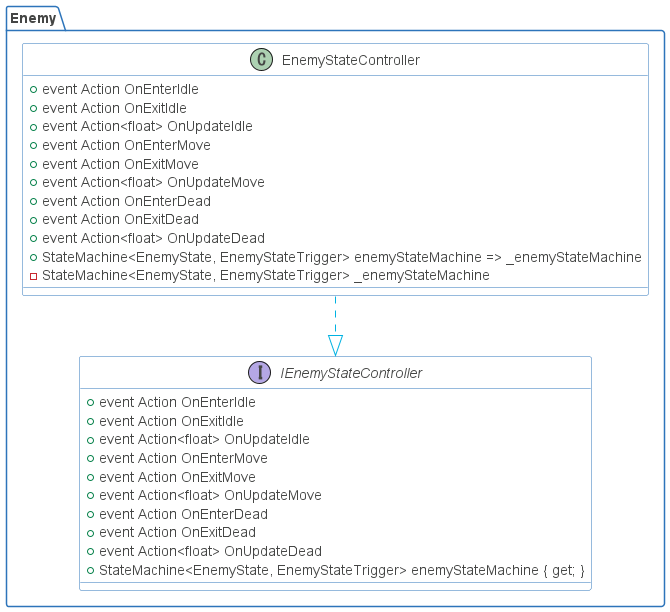 Enemy
C EnemyStateController
event Action OnEnterIdle
event Action OnExitIdle
event Action<float> OnUpdateIdle
event Action OnEnterMove
event Action OnExitMove
event Action<float> OnUpdateMove
event Action OnEnterDead
event Action OnExitDead
event Action<float> OnUpdateDead
StateMachine<EnemyState, EnemyStateTrigger> enemyStateMachine => _enemyStateMachine
StateMachine<EnemyState, EnemyStateTrigger> _enemyStateMachine
I IEnemyStateController
event Action OnEnterIdle
event Action OnExitIdle
event Action<float> OnUpdateIdle
event Action OnEnterMove
event Action OnExitMove
event Action<float> OnUpdateMove
event Action OnEnterDead
event Action OnExitDead
event Action<float> OnUpdateDead
StateMachine<EnemyState, EnemyStateTrigger> enemyStateMachine { get; }